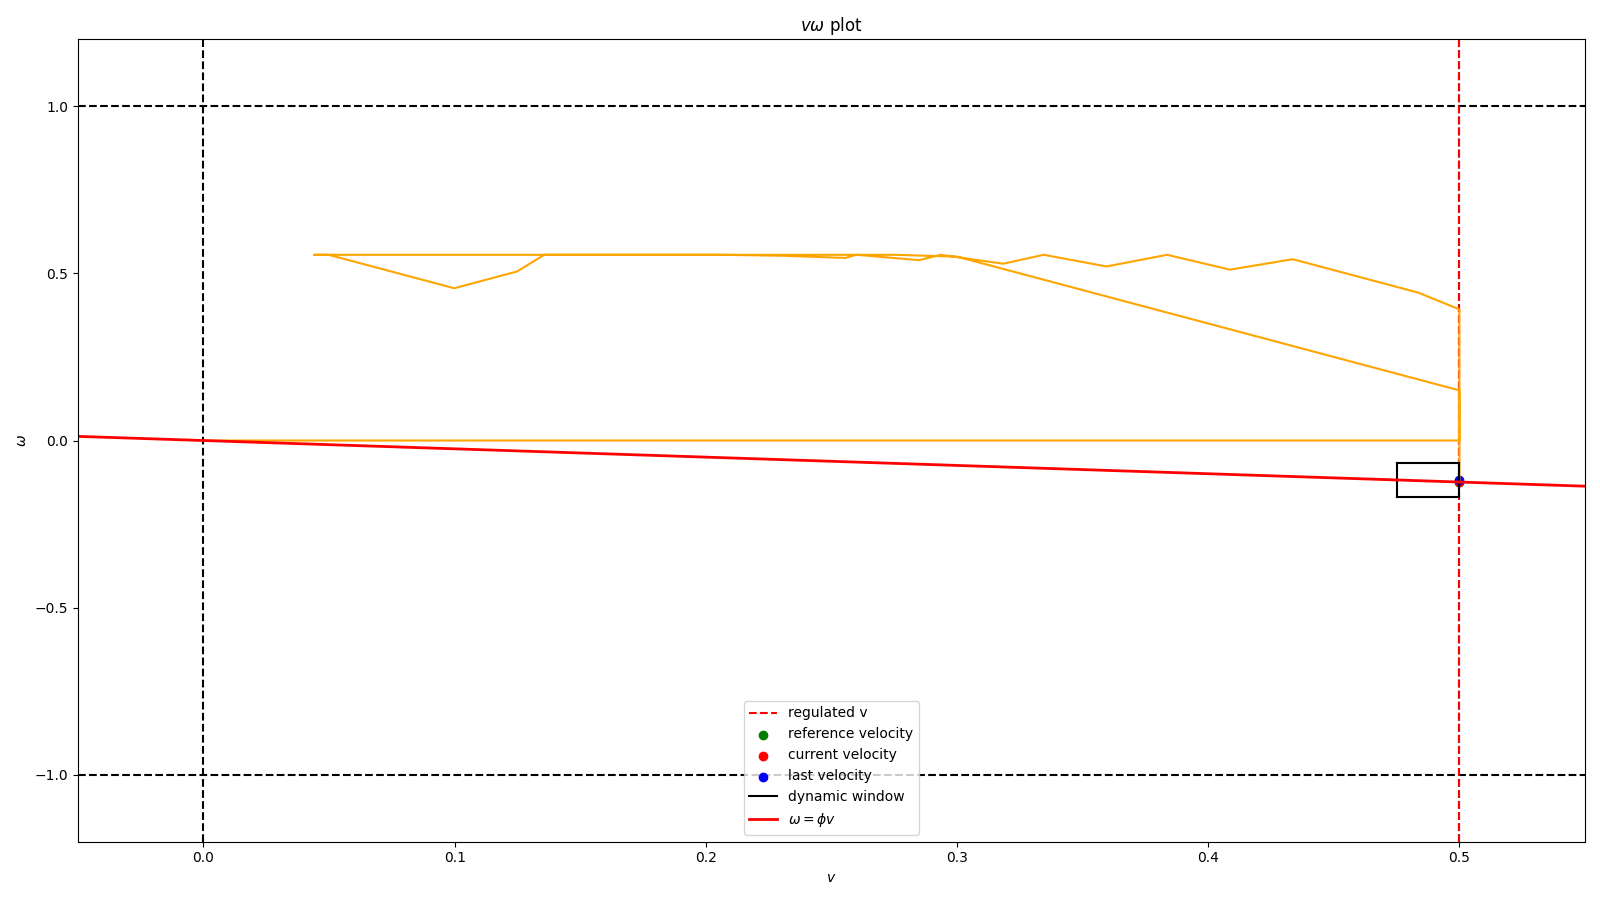 vω plot
1.0
0.5
0.0
−0.5
−1.0
ω
0.0 0.1 0.2 0.3 0.4 0.5
v
regulated v
reference velocity
current velocity
last velocity
dynamic window
ω = ϕv